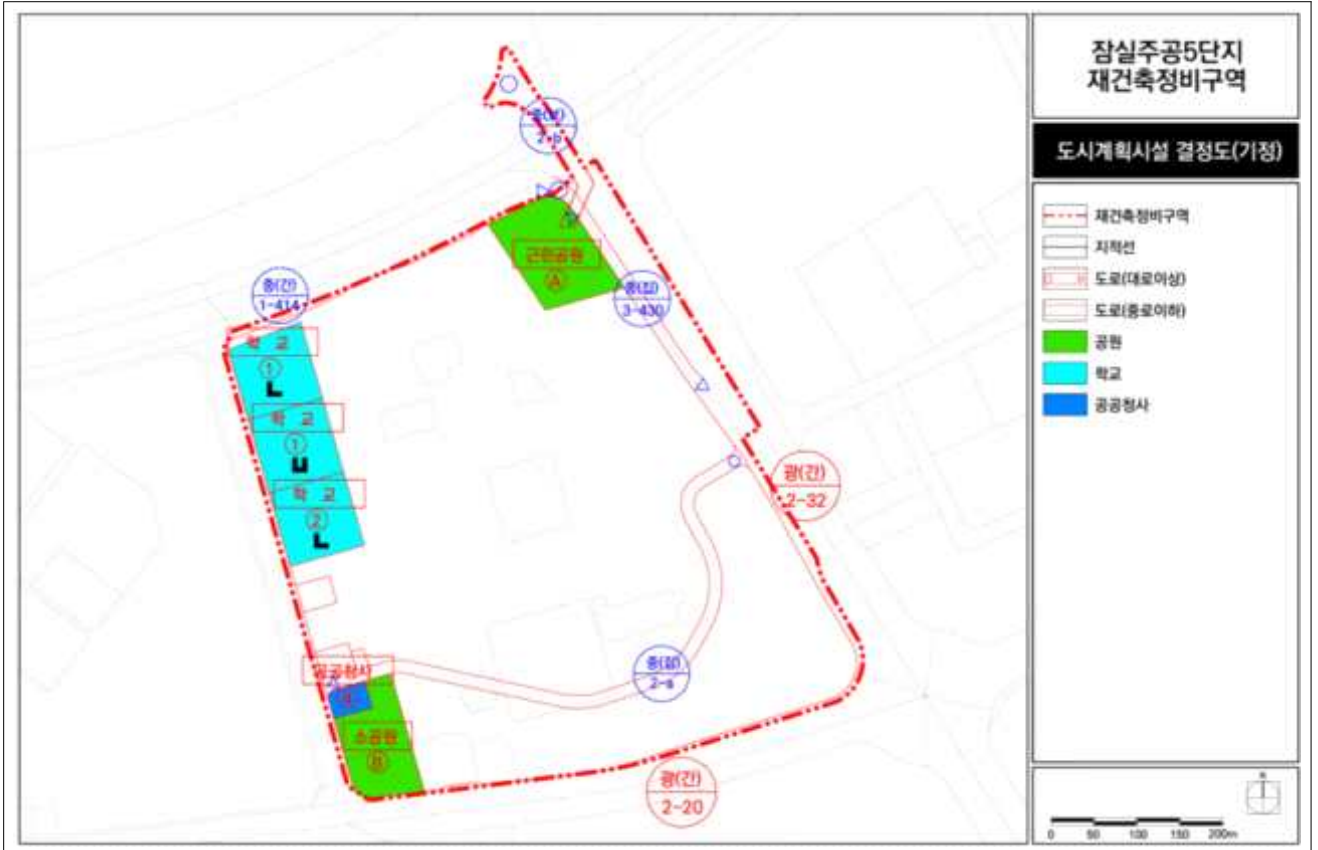 잠실주공5단지
재건축정비구역
도시계획시설 결정도(기정)
재건축정비구역
지적선
도로(대로이상)
도로(중로이하)
공원
학교
공공청사
0 50 100 150 200m
2-b
근린공원
A
중(집)
3-430
중(간)
1-414
학 교
1
학 교
1
학 교
2
광(간)
2-32
중(집)
2-a
공공청사
소공원
B
광(간)
2-20